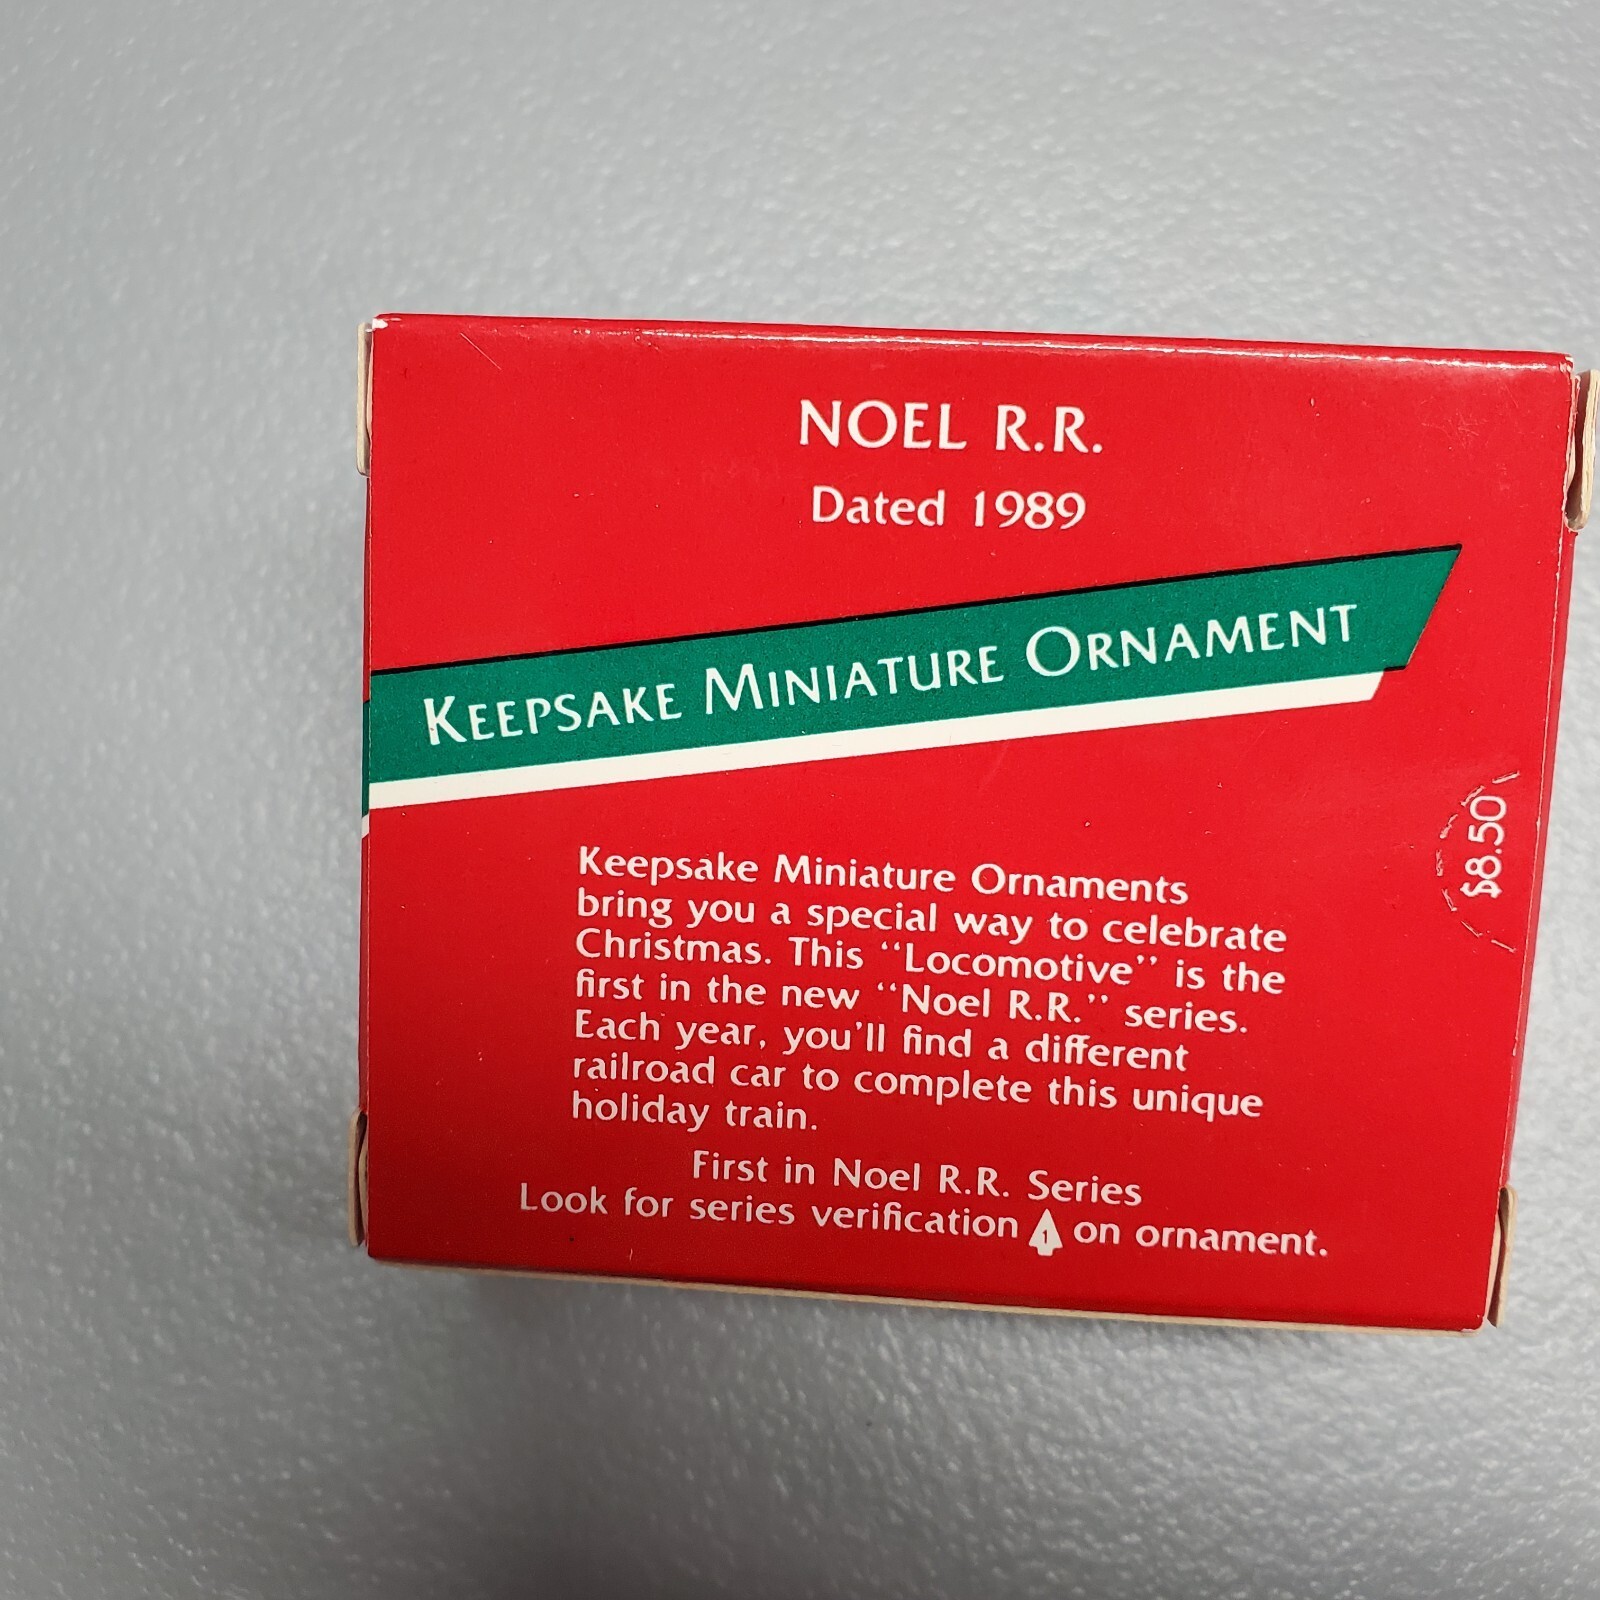 NOEL R.R.
Dated 1989
KEEPSAKE MINIATURE ORNAMENT
$8.50
Keepsake Miniature Ornaments
bring you a special way to celebrate
Christmas. This “Locomotive” is the
first in the new “Noel R.R.” series.
Each year, you'll find a different
railroad car to complete this unique
holiday train.
First in Noel R.R. Series
Look for series verification 1 on ornament.